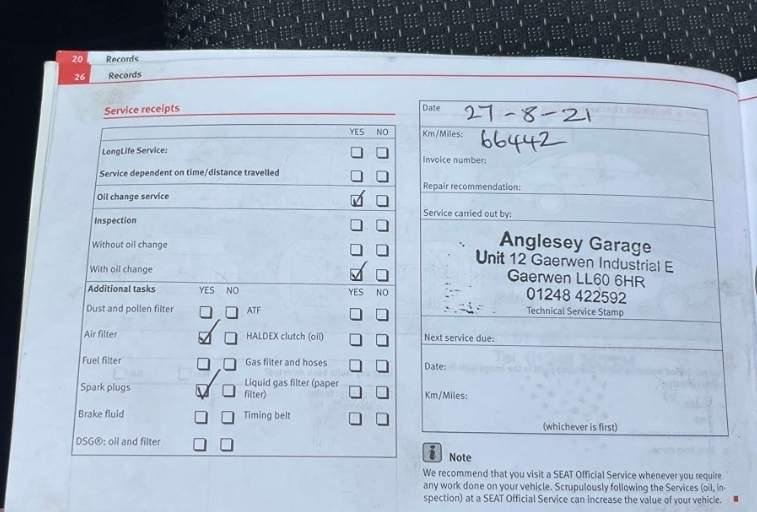 20 Records
26 Records
Service receipts
YES NO
LongLife Service:
Service dependent on time/distance travelled
Oil change service
Inspection
Without oil change
With oil change
Additional tasks YES NO YES NO
Dust and pollen filter ATF
Air filter HALDEX clutch (oil)
Fuel filter Gas filter and hoses
Spark plugs Liquid gas filter (paper
filter)
Brake fluid Timing belt
DSG®: oil and filter
Date 27-8-21
Km/Miles: 66442
Invoice number:
Repair recommendation:
Service carried out by:
Anglesey Garage
Unit 12 Gaerwen Industrial E
Gaerwen LL60 6HR
01248 422592
Technical Service Stamp
Next service due:
Date:
Km/Miles:
(whichever is first)
i Note
We recommend that you visit a SEAT Official Service whenever you require
any work done on your vehicle. Scrupulously following the Services (oil, in-
spection) at a SEAT Official Service can increase the value of your vehicle.